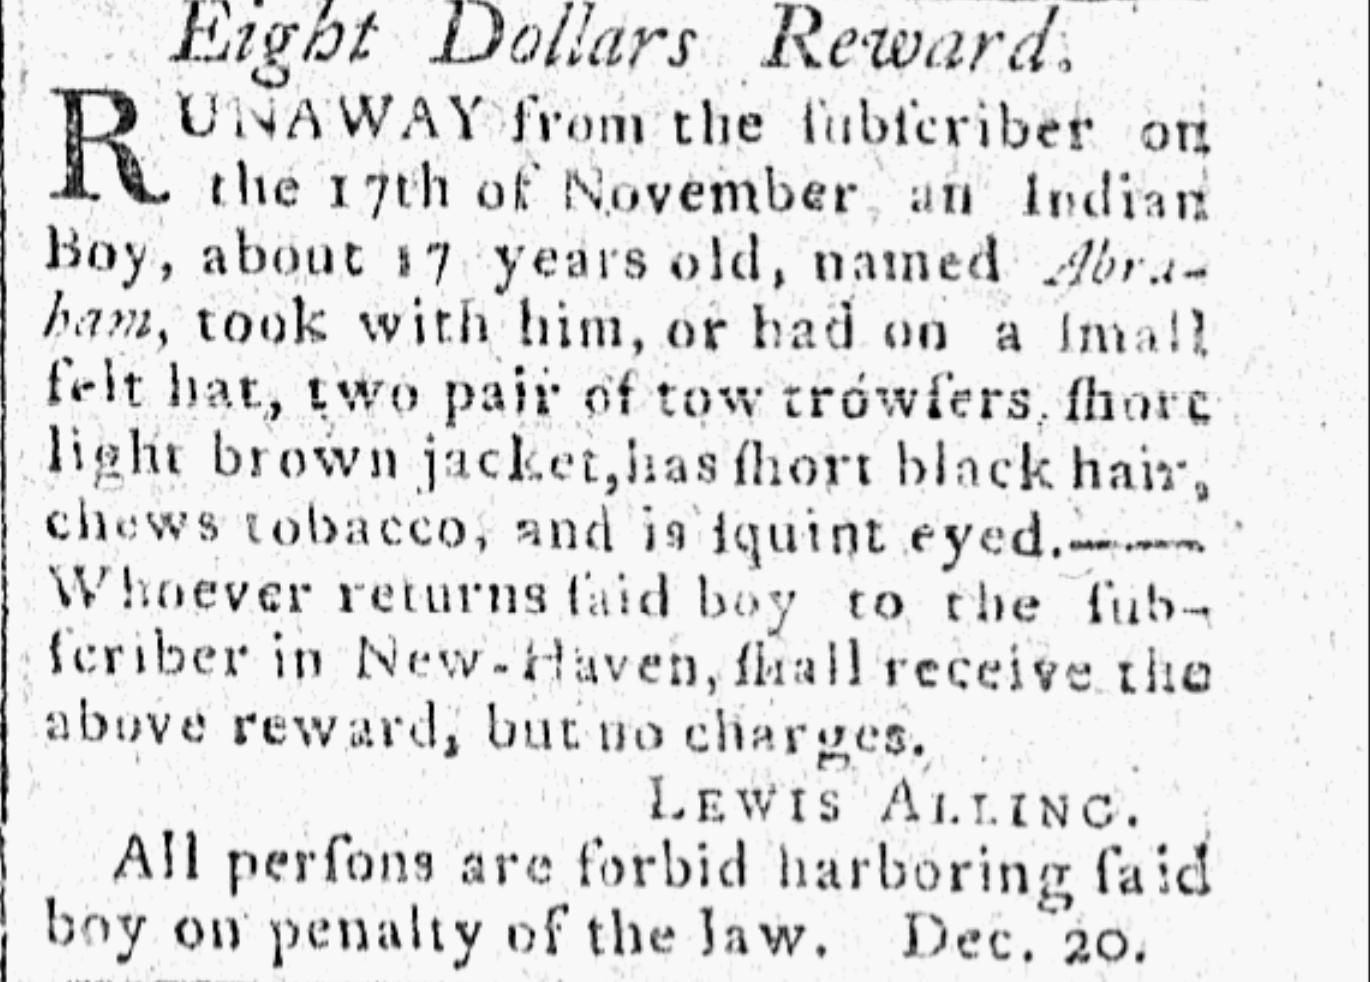 Eight Dollars Reward.
RUNAWAY from the ſubſcriber on
the 17th of November an Indian
Boy, about 17 years old, named Abra-
ham, took with him, or had on a ſmall
felt hat, two pair of tow trowſers, ſhort
light brown jacket, has ſhort black hair,
chews tobacco, and is ſquint eyed.——
Whoever returns ſaid boy to the ſub-
ſcriber in New-Haven, ſhall receive the
above reward, but no charges.
LEWIS ALLING.
All perſons are forbid harboring ſaid
boy on penalty of the law. Dec. 20.